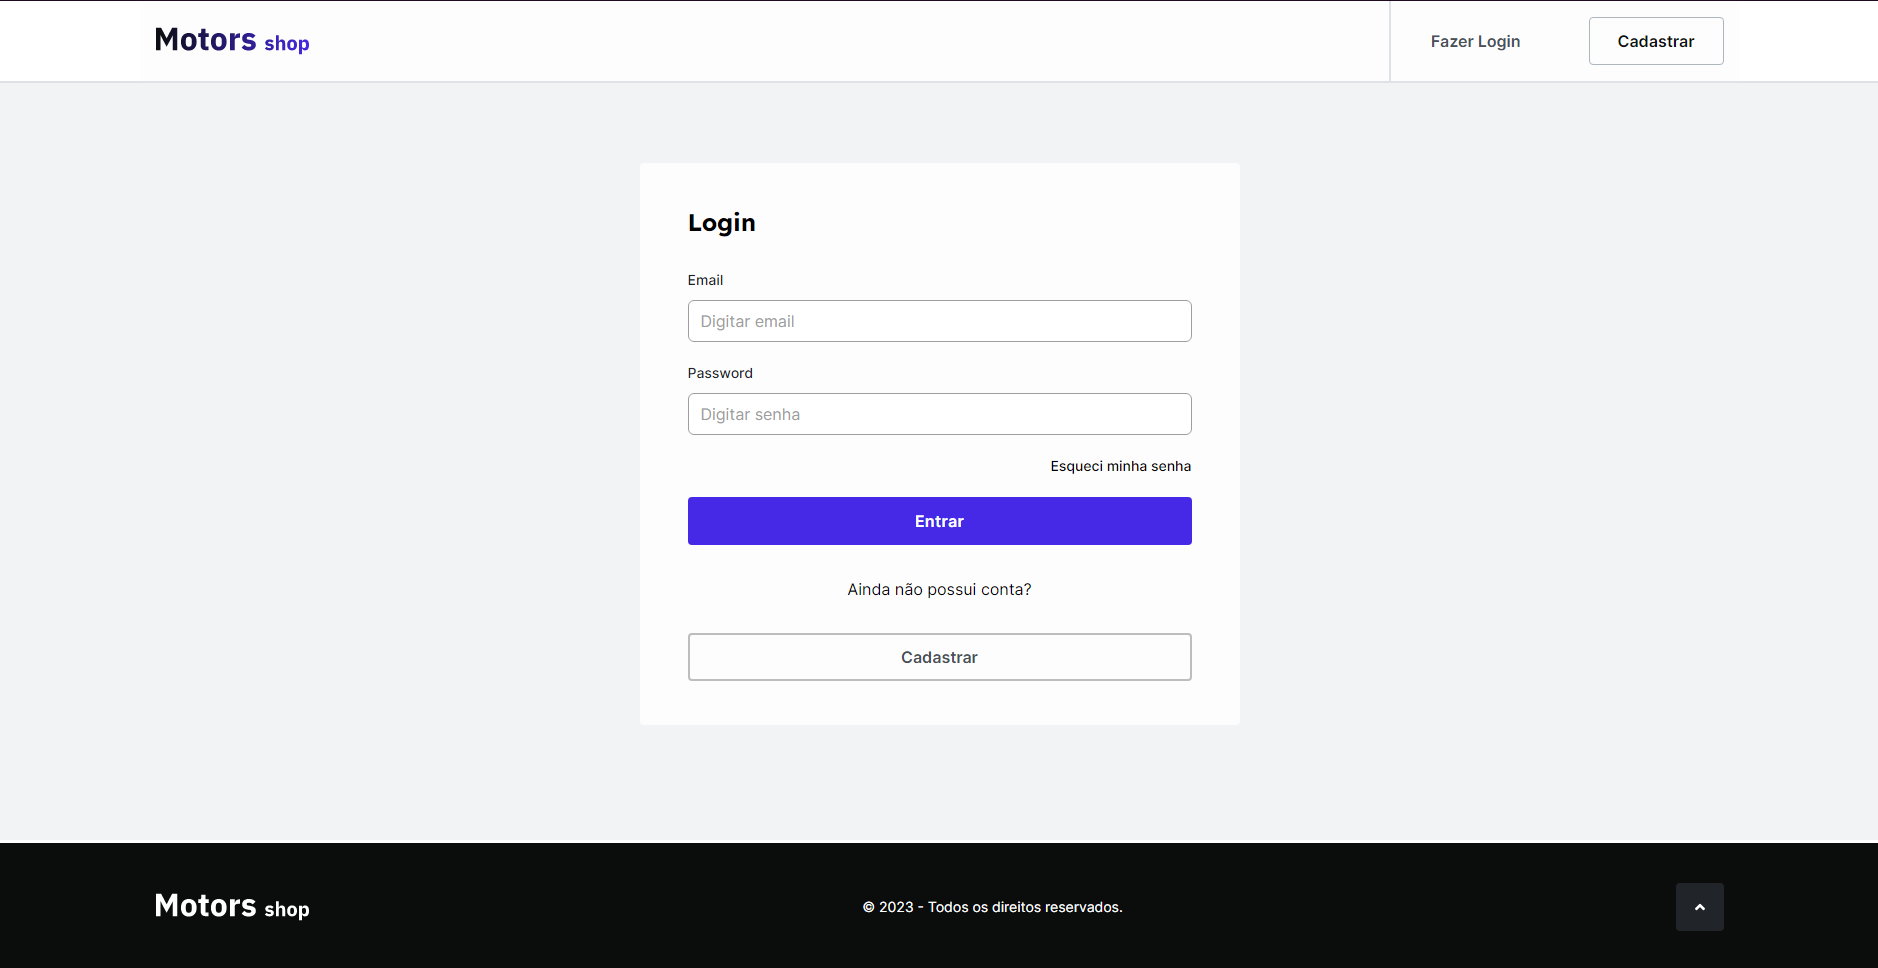 Motors shop
Fazer Login
Cadastrar
Login
Email
Digitar email
Password
Digitar senha
Esqueci minha senha
Entrar
Ainda não possui conta?
Cadastrar
Motors shop
© 2023 - Todos os direitos reservados.